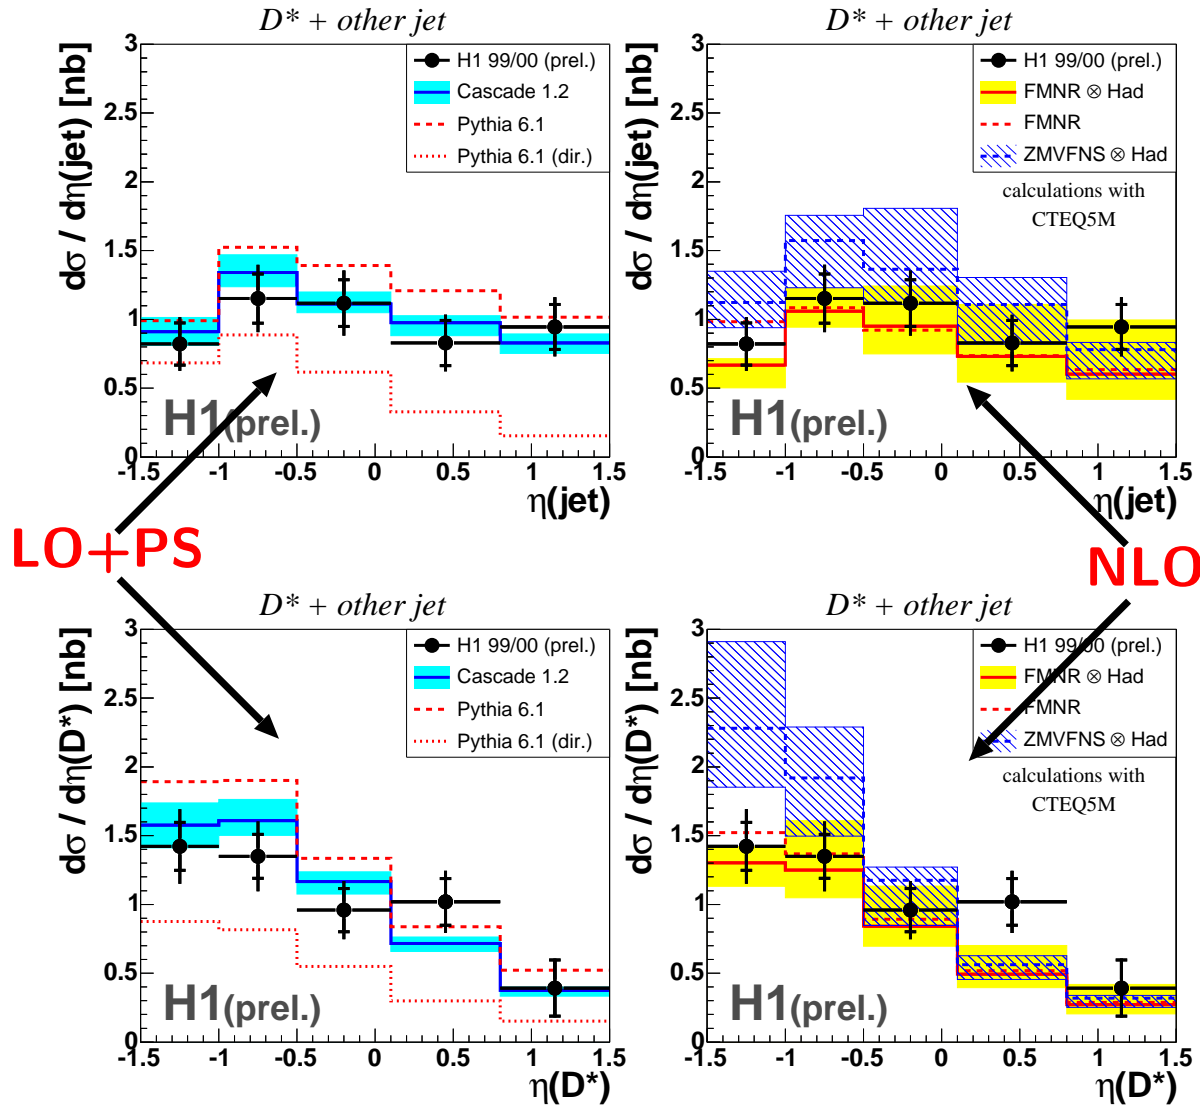 D* + other jet
dσ / dη(jet) [nb]
3
2.5
2
1.5
1
0.5
0
H1 99/00 (prel.)
Cascade 1.2
Pythia 6.1
Pythia 6.1 (dir.)
H1(prel.)
-1.5 -1 -0.5 0 0.5 1 1.5
η(jet)
D* + other jet
dσ / dη(jet) [nb]
3
2.5
2
1.5
1
0.5
0
H1 99/00 (prel.)
FMNR ⊗ Had
FMNR
ZMVFNS ⊗ Had
calculations with
CTEQ5M
H1(prel.)
-1.5 -1 -0.5 0 0.5 1 1.5
η(jet)
LO+PS
NLO
D* + other jet
dσ / dη(D*) [nb]
3
2.5
2
1.5
1
0.5
0
H1 99/00 (prel.)
Cascade 1.2
Pythia 6.1
Pythia 6.1 (dir.)
H1(prel.)
-1.5 -1 -0.5 0 0.5 1 1.5
η(D*)
D* + other jet
dσ / dη(D*) [nb]
3
2.5
2
1.5
1
0.5
0
H1 99/00 (prel.)
FMNR ⊗ Had
FMNR
ZMVFNS ⊗ Had
calculations with
CTEQ5M
H1(prel.)
-1.5 -1 -0.5 0 0.5 1 1.5
η(D*)